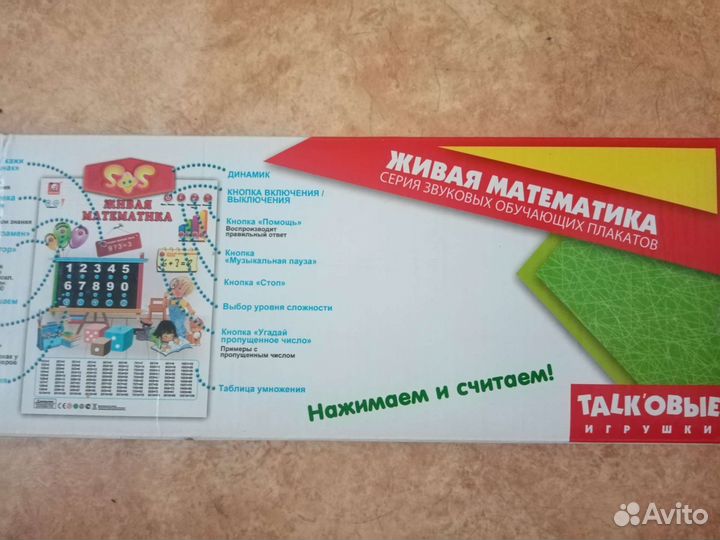 SOS
ЖИВАЯ
МАТЕМАТИКА
1 2 3 4 5
6 7 8 9 0
ДИНАМИК
КНОПКА ВКЛЮЧЕНИЯ /
ВЫКЛЮЧЕНИЯ
Кнопка «Помощь»
Воспроизводит
правильный ответ
Кнопка
«Музыкальная пауза»
Кнопка «Стоп»
Выбор уровня сложности
Кнопка «Угадай
пропущенное число»
Примеры с
пропущенным числом
Таблица умножения
Нажимаем и считаем!
ЖИВАЯ МАТЕМАТИКА
СЕРИЯ ЗВУКОВЫХ ОБУЧАЮЩИХ ПЛАКАТОВ
TALK'ОВЫЕ
ИГРУШКИ
Avito